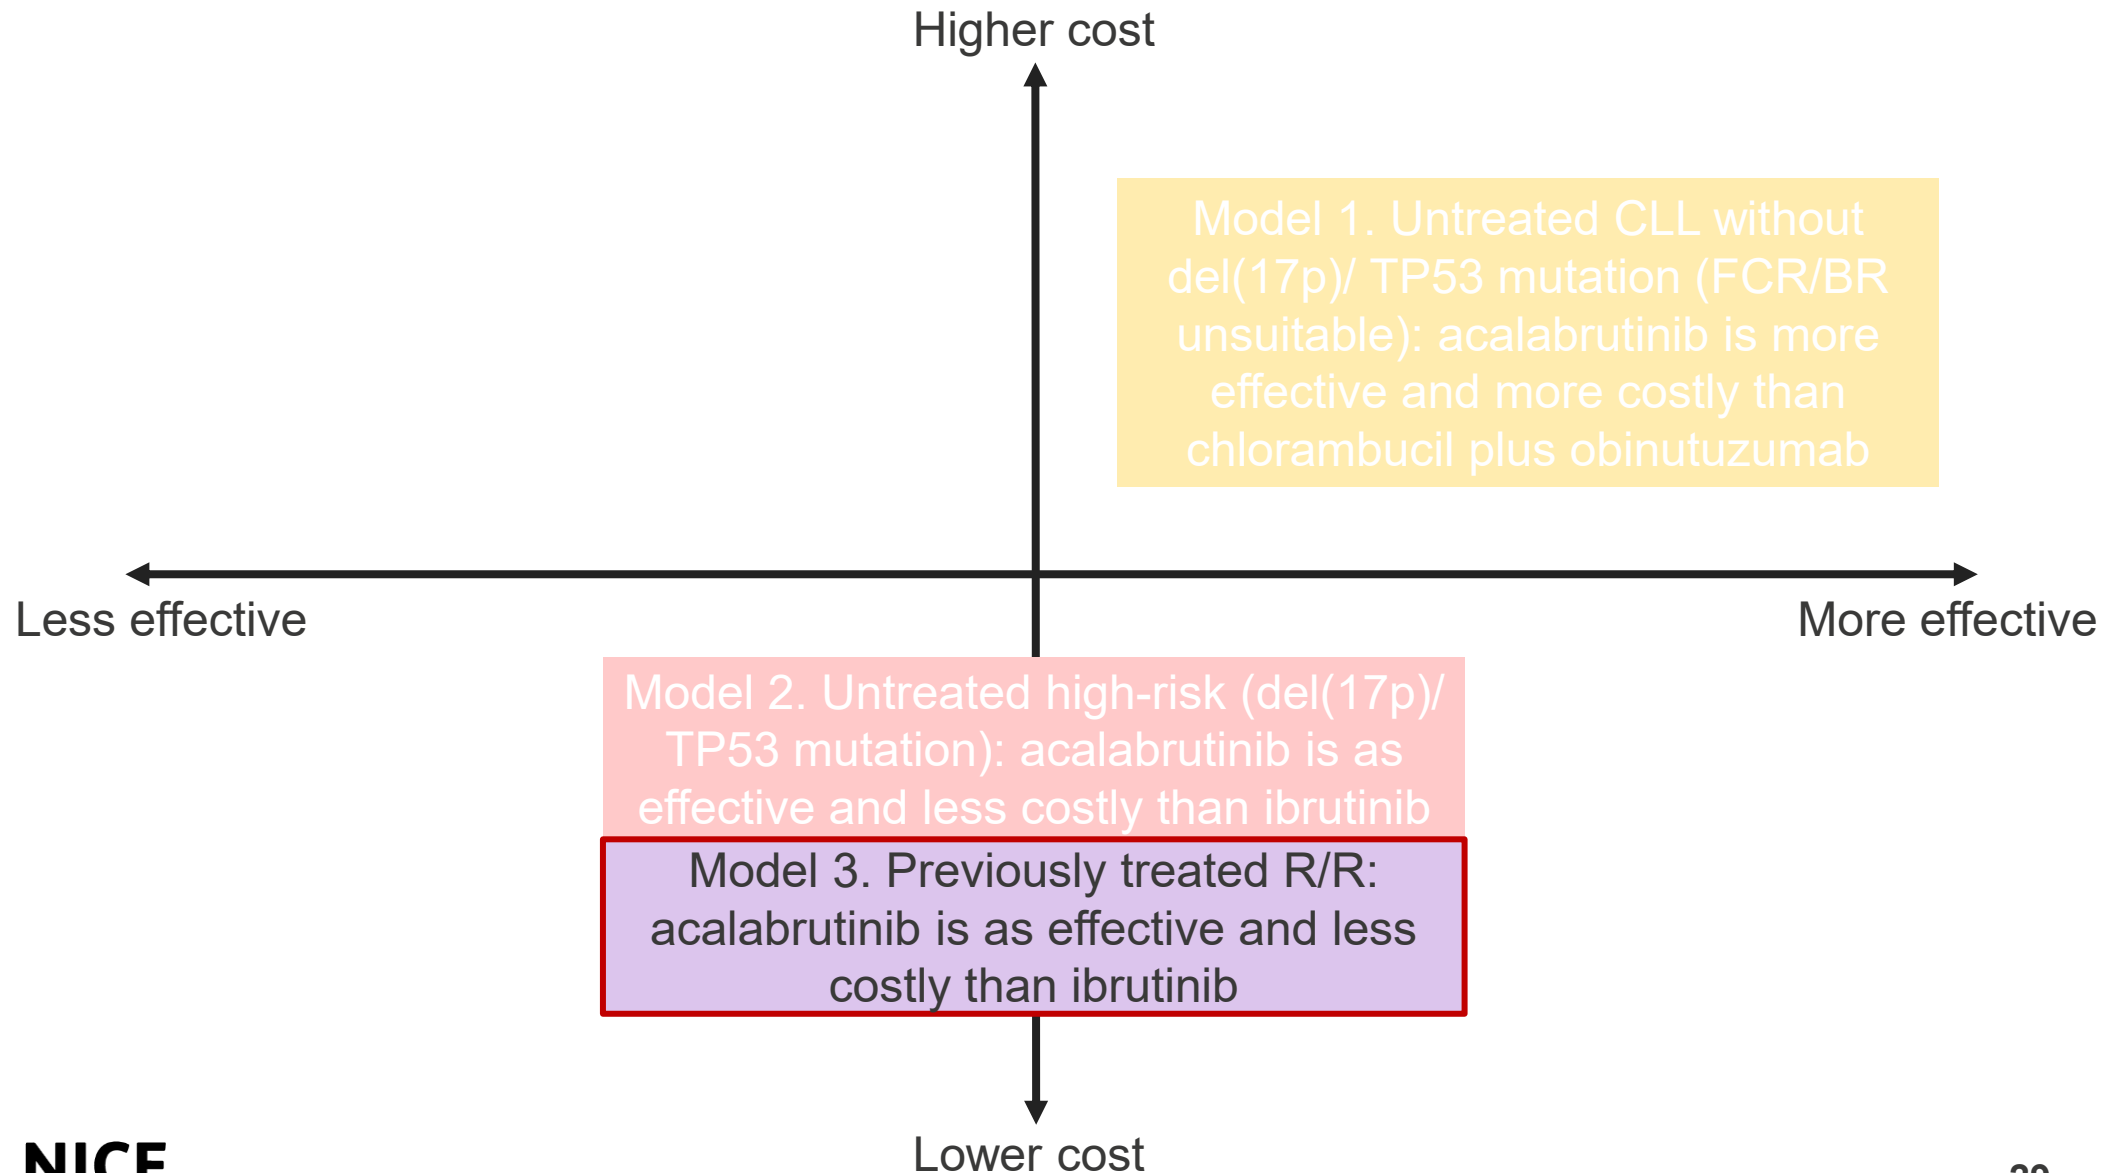 Higher cost
Model 1. Untreated CLL without
del(17p)/ TP53 mutation (FCR/BR
unsuitable): acalabrutinib is more
effective and more costly than
chlorambucil plus obinutuzumab
Less effective
More effective
Model 2. Untreated high-risk (del(17p)/
TP53 mutation): acalabrutinib is as
effective and less costly than ibrutinib
Model 3. Previously treated R/R:
acalabrutinib is as effective and less
costly than ibrutinib
Lower cost
NICE